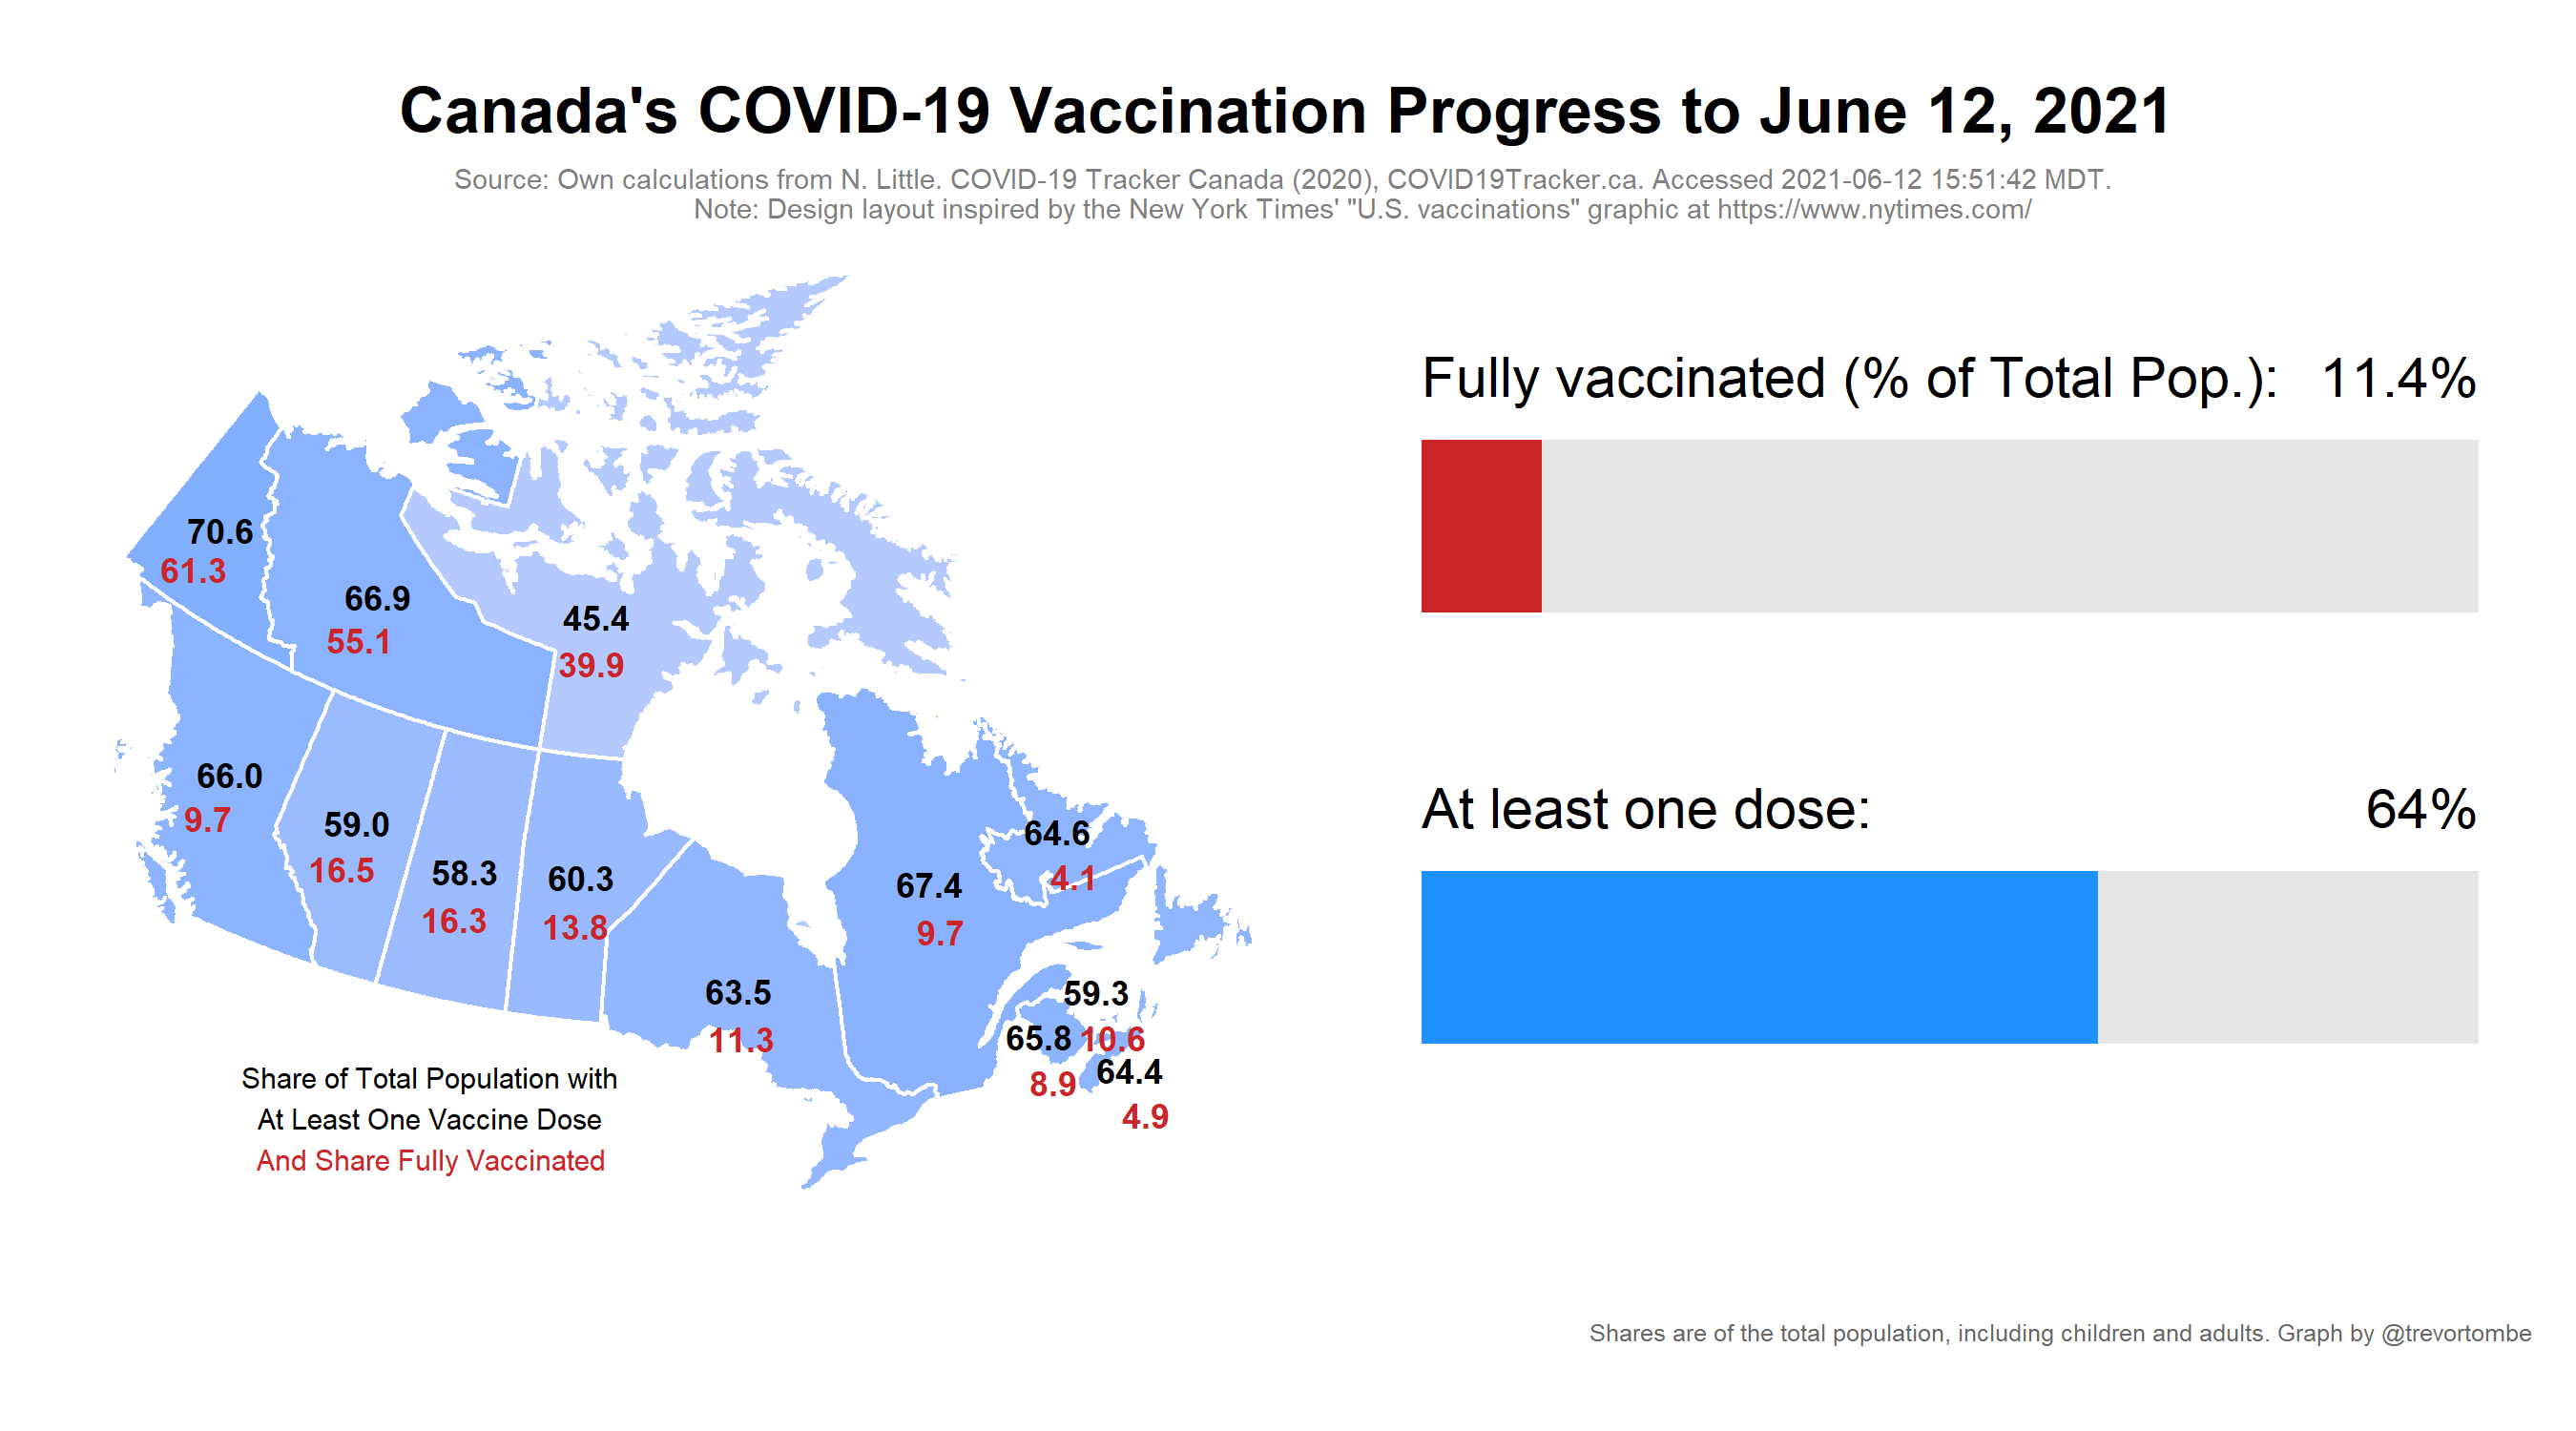 Canada's COVID-19 Vaccination Progress to June 12, 2021
Source: Own calculations from N. Little. COVID-19 Tracker Canada (2020), COVID19Tracker.ca. Accessed 2021-06-12 15:51:42 MDT.
Note: Design layout inspired by the New York Times' "U.S. vaccinations" graphic at https://www.nytimes.com/
70.6
61.3
66.9
55.1
45.4
39.9
66.0
9.7
59.0
16.5
58.3
16.3
60.3
13.8
63.5
11.3
67.4
9.7
64.6
4.1
59.3
10.6
65.8
8.9
64.4
4.9
Share of Total Population with
At Least One Vaccine Dose
And Share Fully Vaccinated
Fully vaccinated (% of Total Pop.): 11.4%
At least one dose: 64%
Shares are of the total population, including children and adults. Graph by @trevortombe